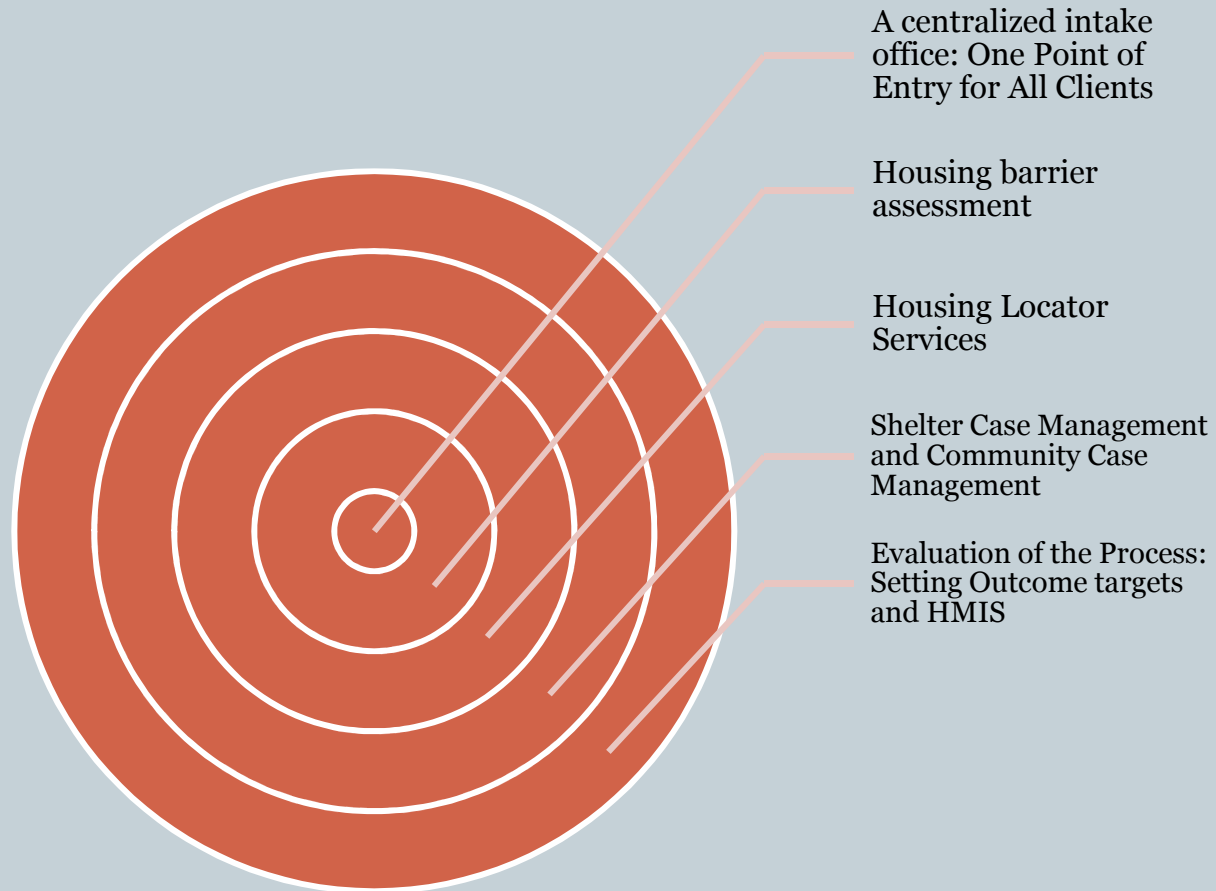 A centralized intake
office: One Point of
Entry for All Clients
Housing barrier
assessment
Housing Locator
Services
Shelter Case Management
and Community Case
Management
Evaluation of the Process:
Setting Outcome targets
and HMIS